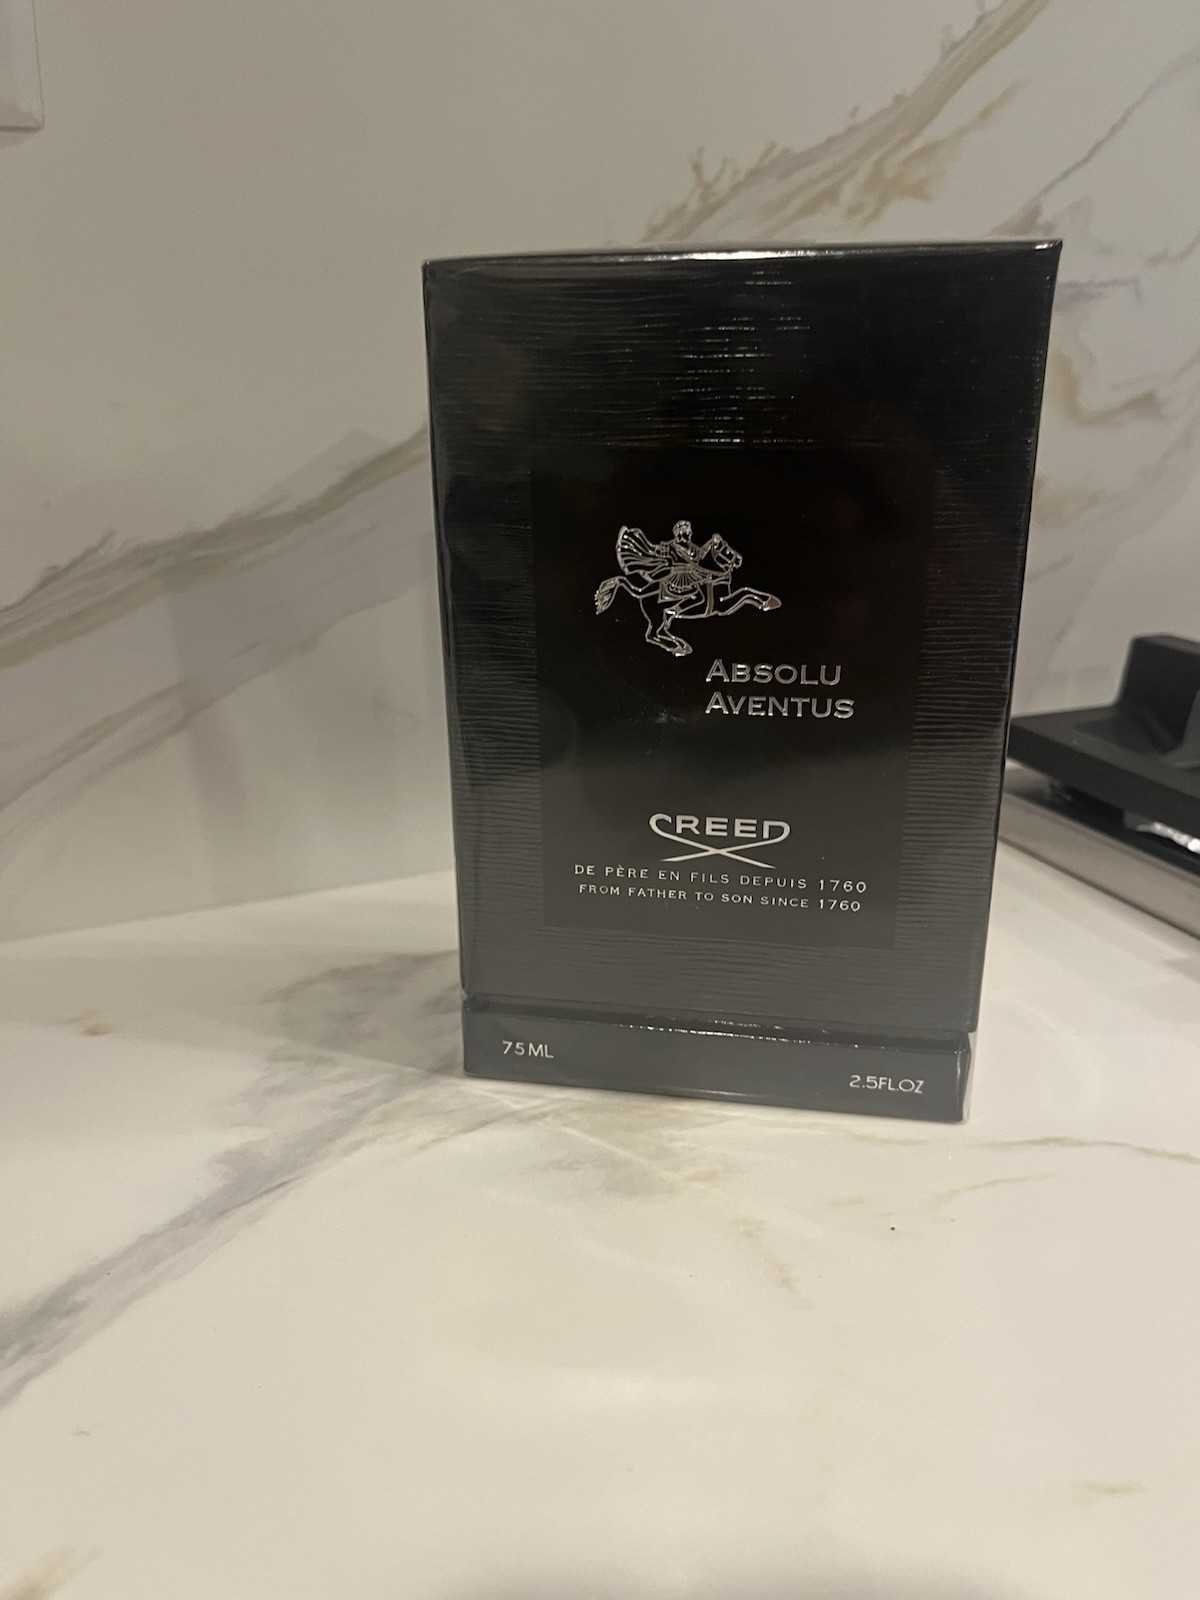 ABSOLU
AVENTUS
CREED
DE PÈRE EN FILS DEPUIS 1760
FROM FATHER TO SON SINCE 1760
75ML
2.5FL.OZ